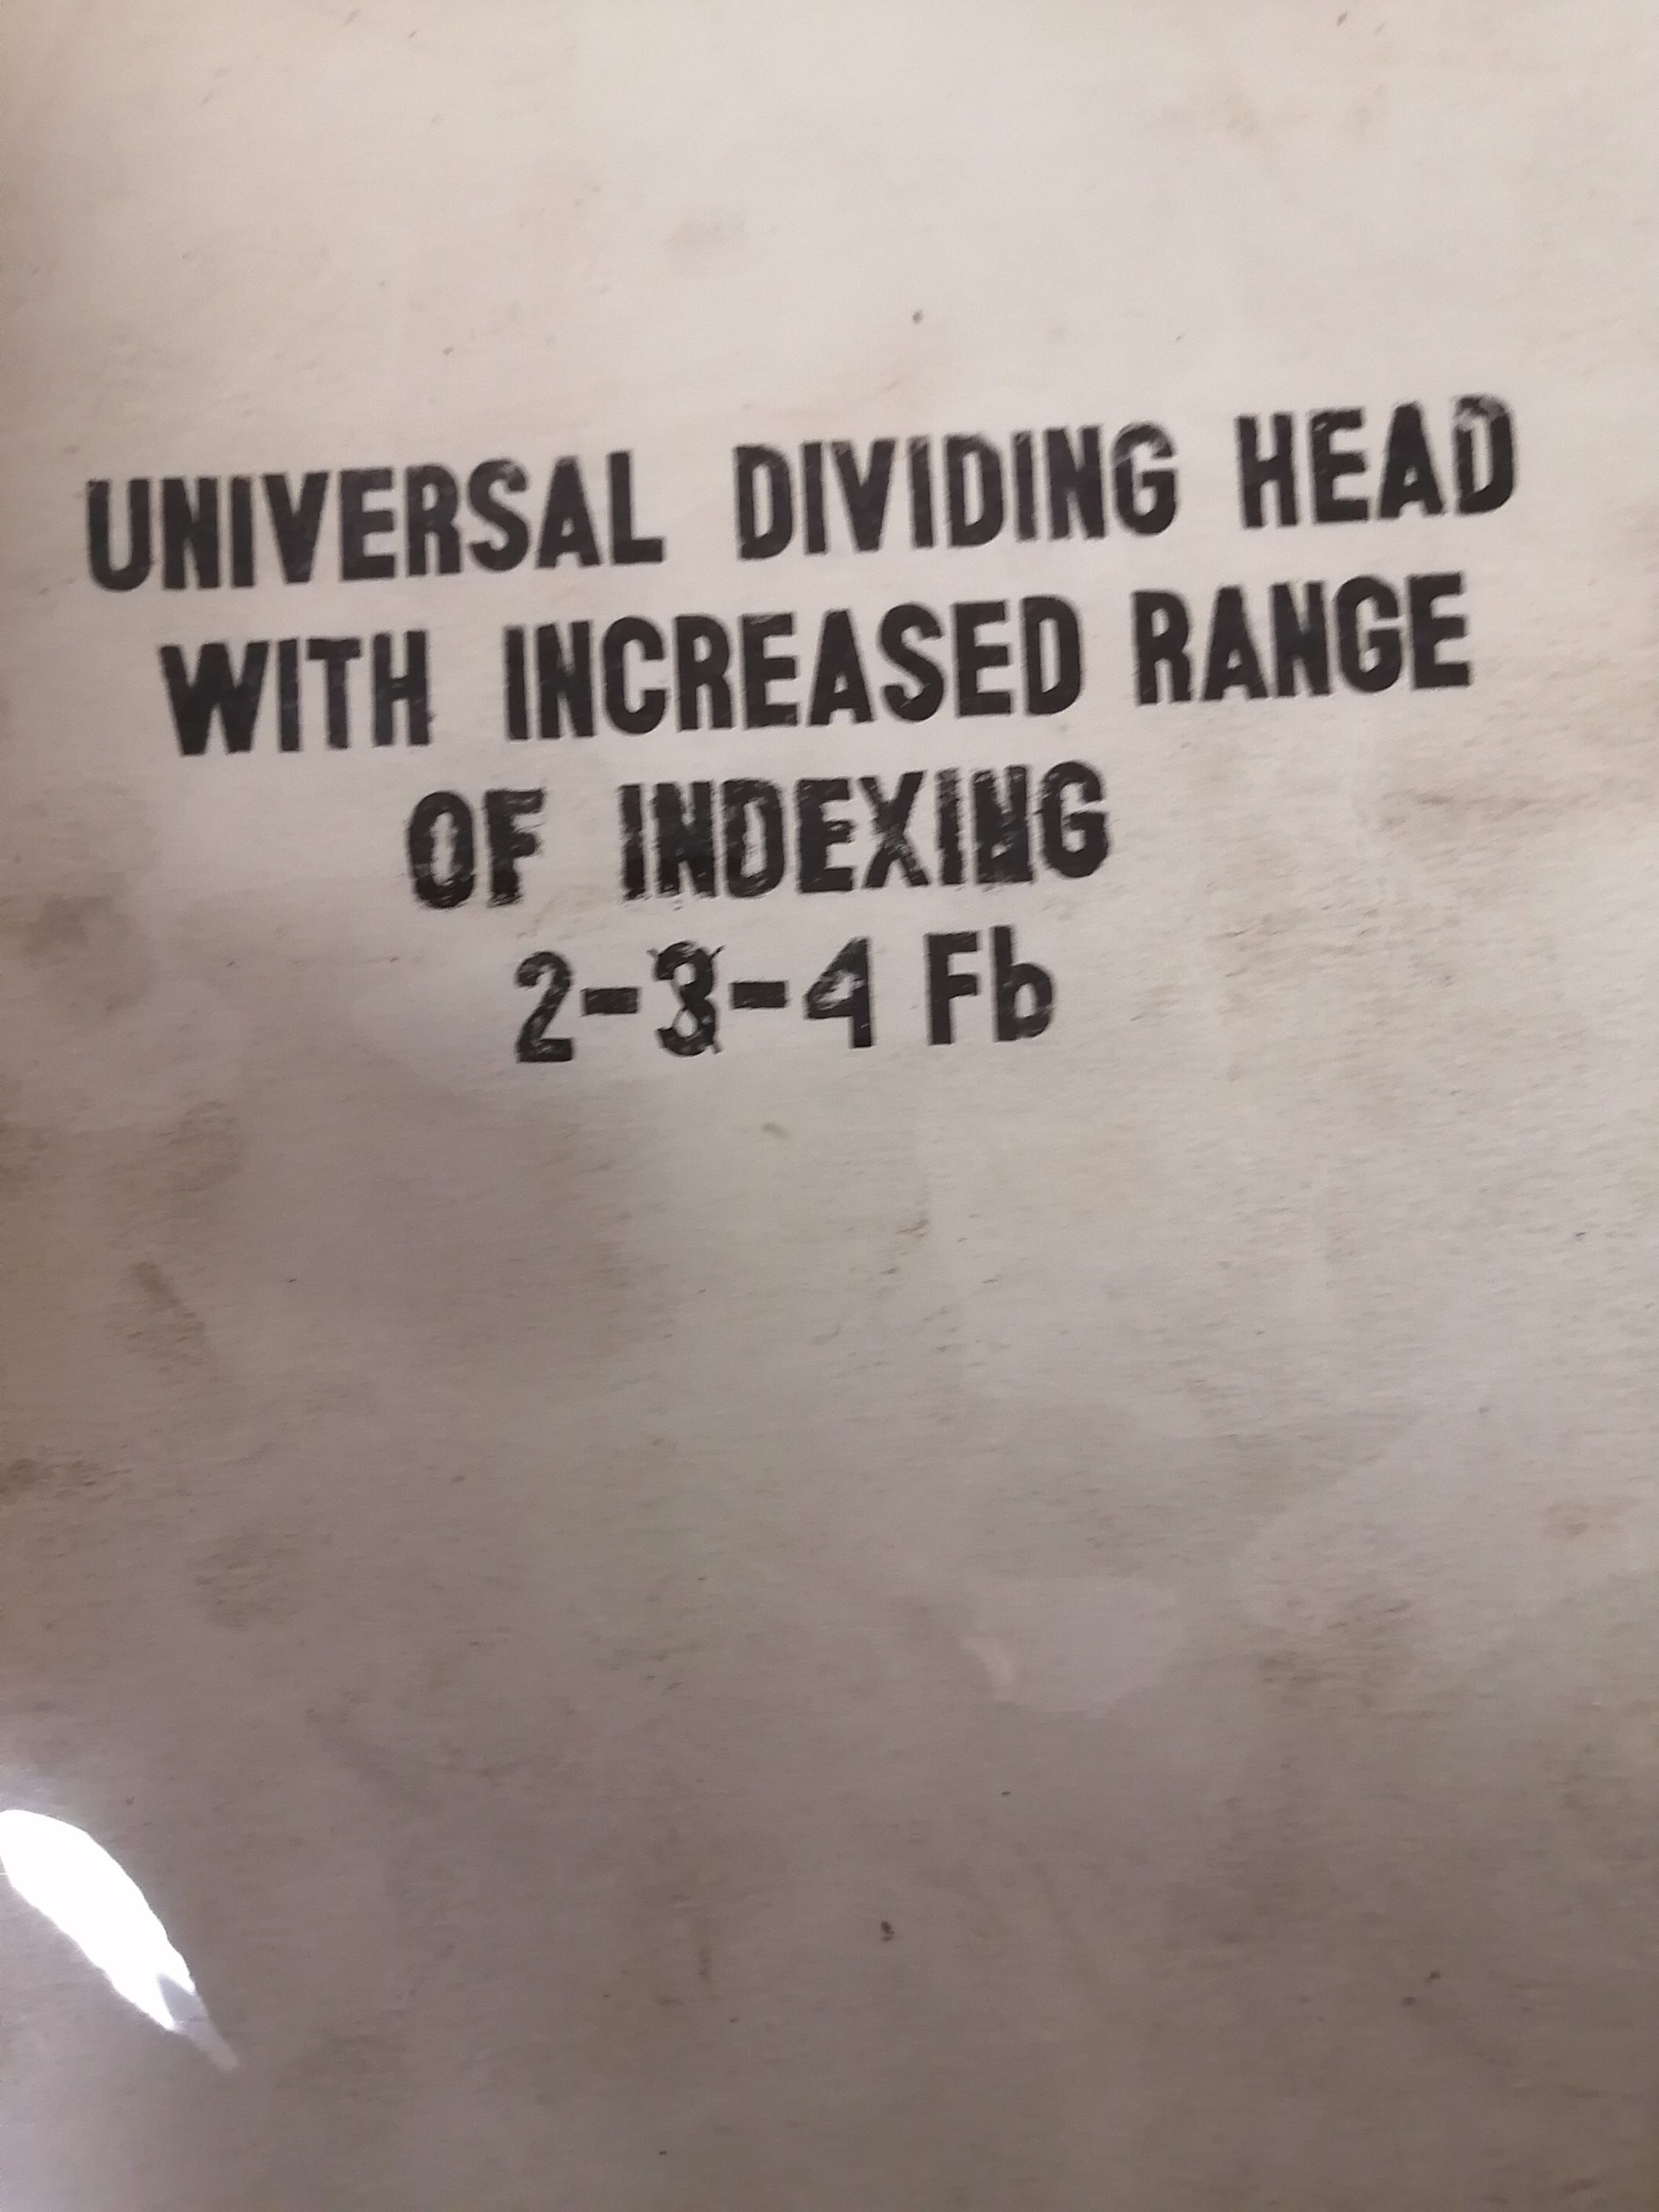 UNIVERSAL DIVIDING HEAD
WITH INCREASED RANGE
OF INDEXING
2-3-4 Fb